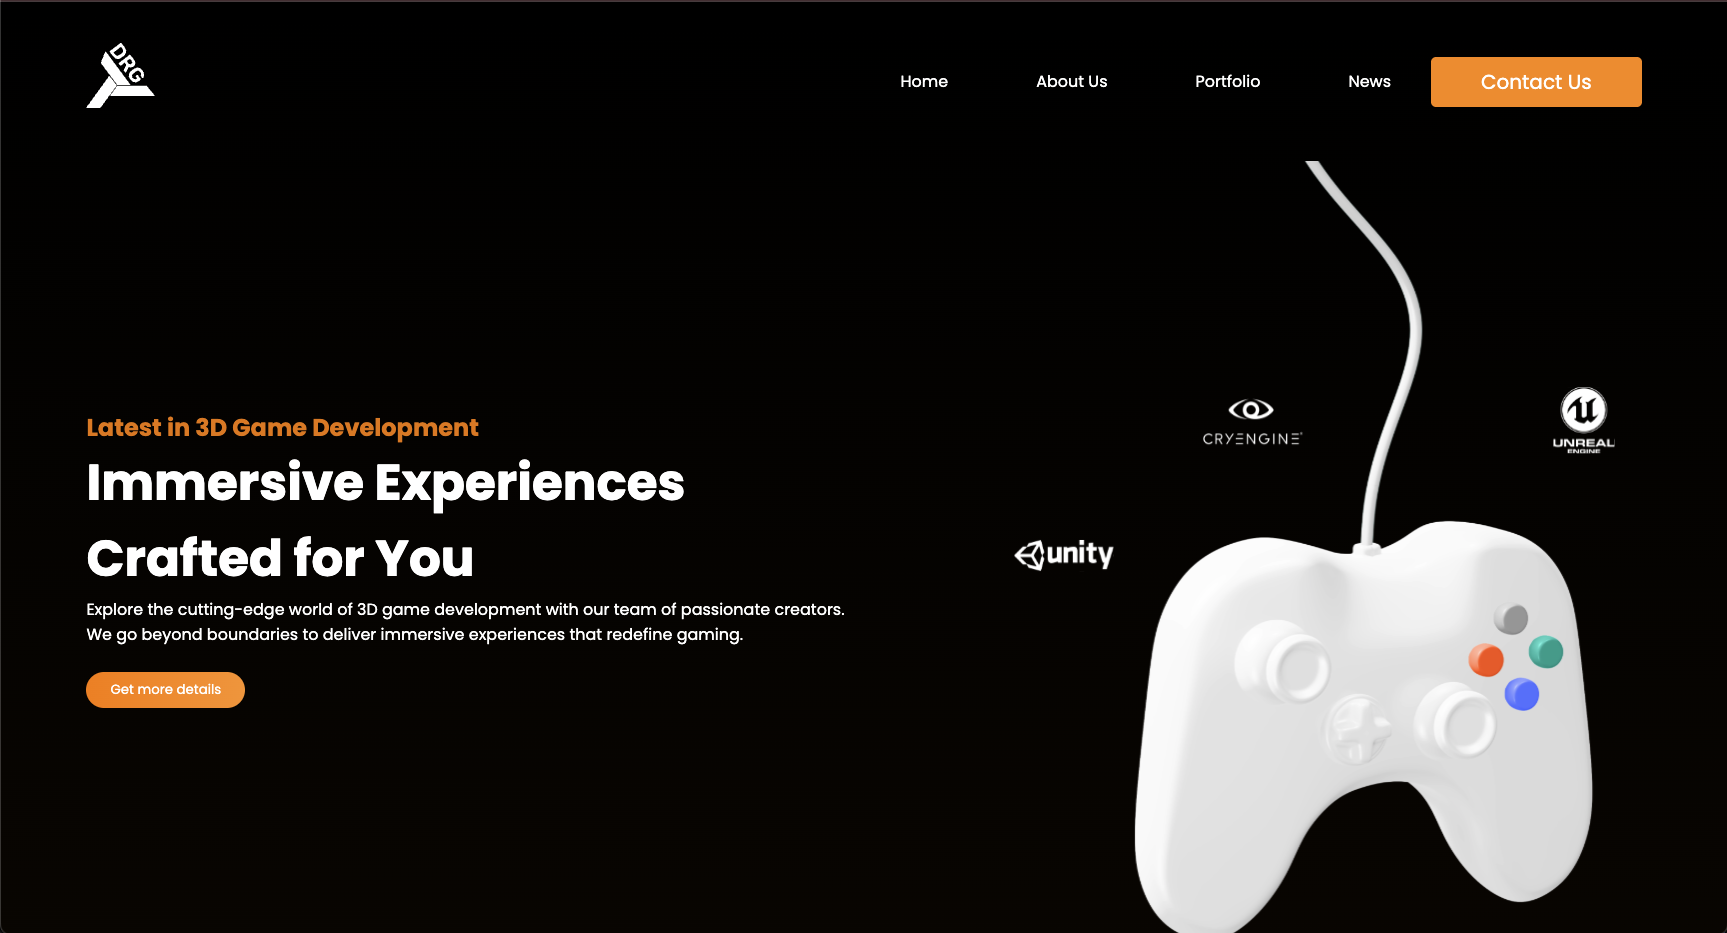 DRG
Home
About Us
Portfolio
News
Contact Us
CRYENGINE
UNREAL
ENGINE
Latest in 3D Game Development
Immersive Experiences
Crafted for You
unity
Explore the cutting-edge world of 3D game development with our team of passionate creators.
We go beyond boundaries to deliver immersive experiences that redefine gaming.
Get more details